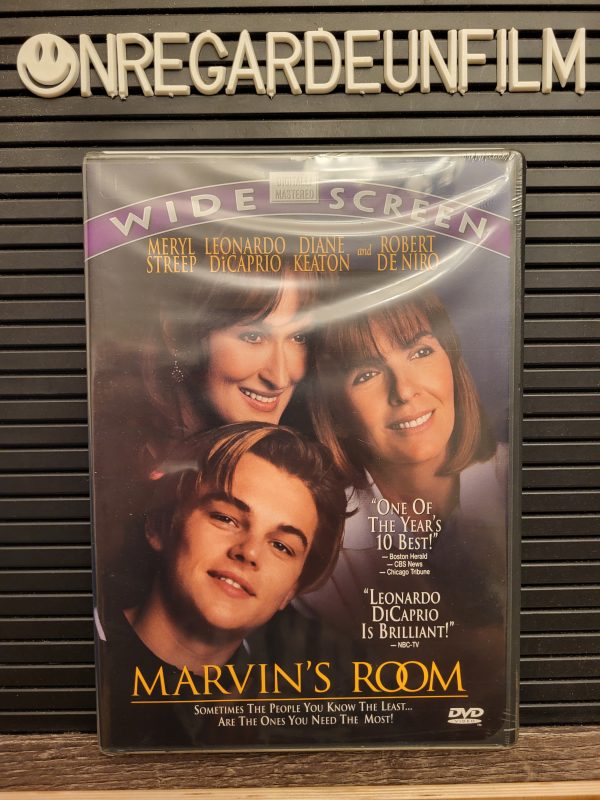 ONREGARDEUNFILM
DIGITALLY
MASTERED
WIDE SCREEN
MERYL LEONARDO DIANE and ROBERT
STREEP DiCAPRIO KEATON DE NIRO
"ONE OF
THE YEAR'S
10 BEST!"
— Boston Herald
— CBS News
— Chicago Tribune
"LEONARDO
DiCAPRIO
IS BRILLIANT!"
— NBC-TV
MARVIN'S ROOM
SOMETIMES THE PEOPLE YOU KNOW THE LEAST...
ARE THE ONES YOU NEED THE MOST!
DVD
VIDEO